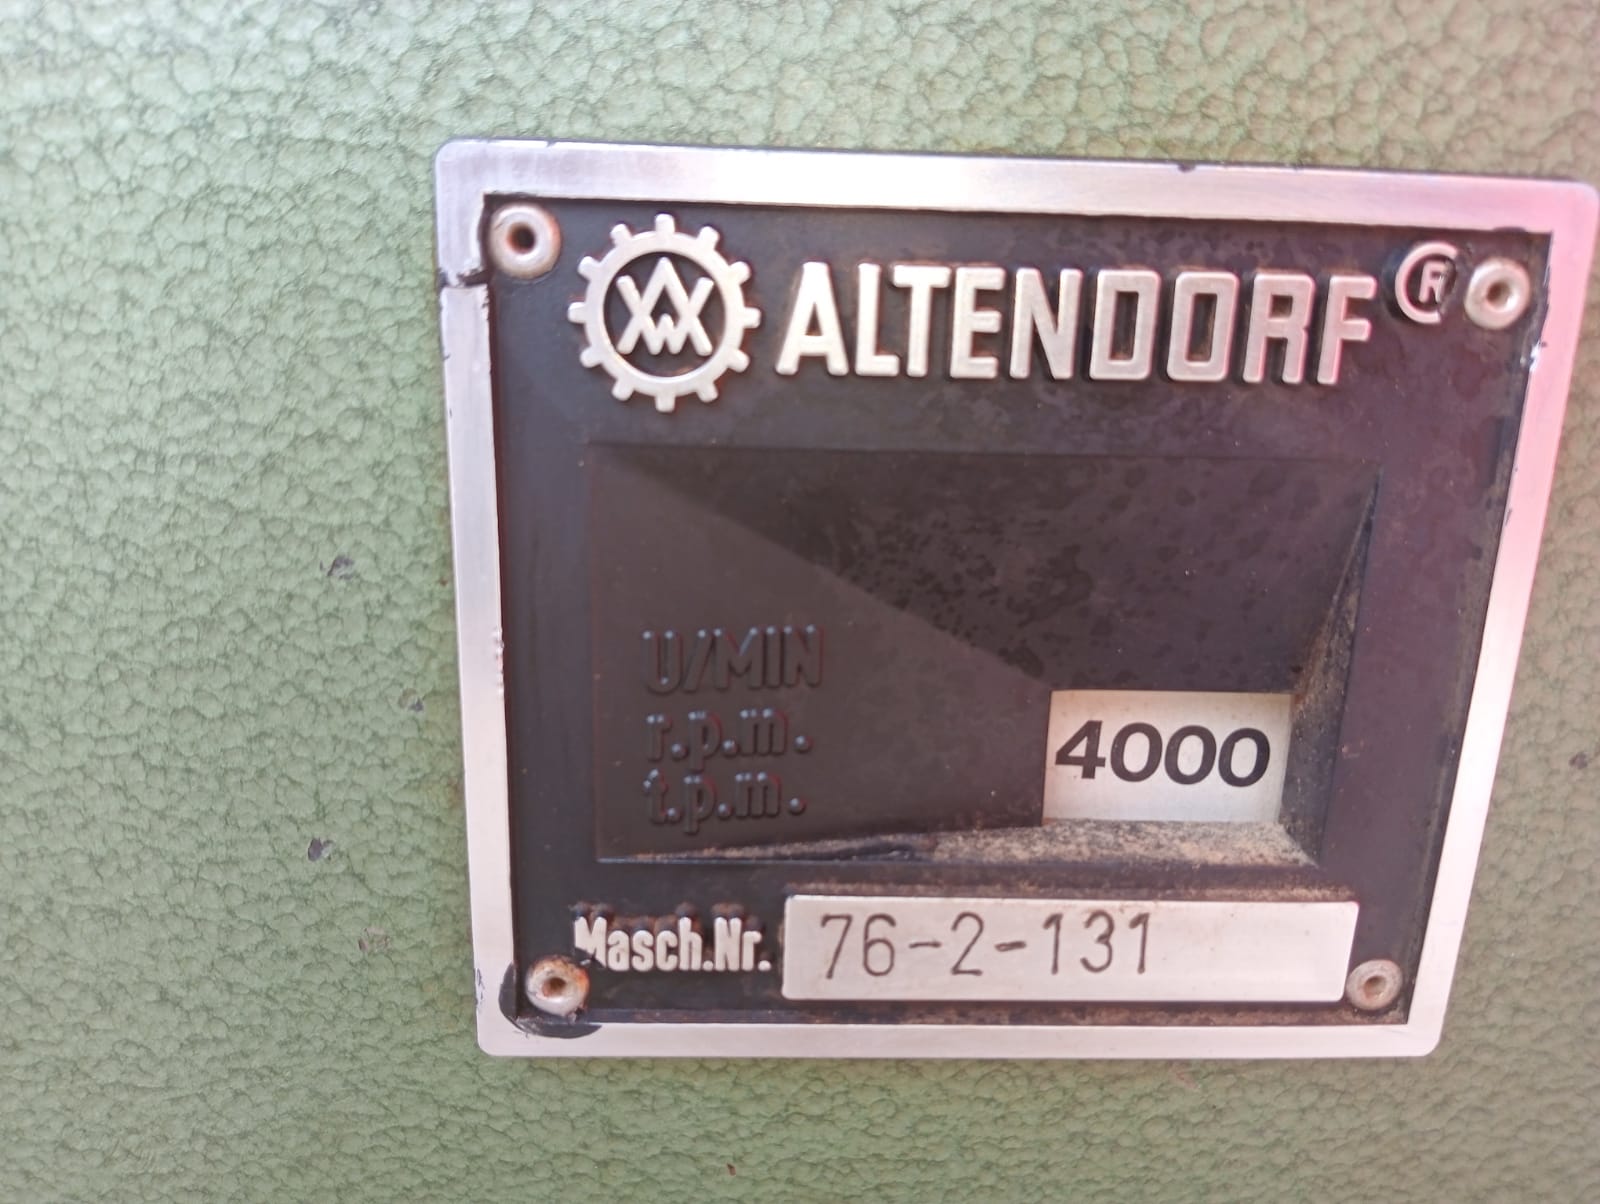 ALTENDORF ®
U/MIN
r.p.m. 4000
t.p.m.
Masch.Nr. 76-2-131